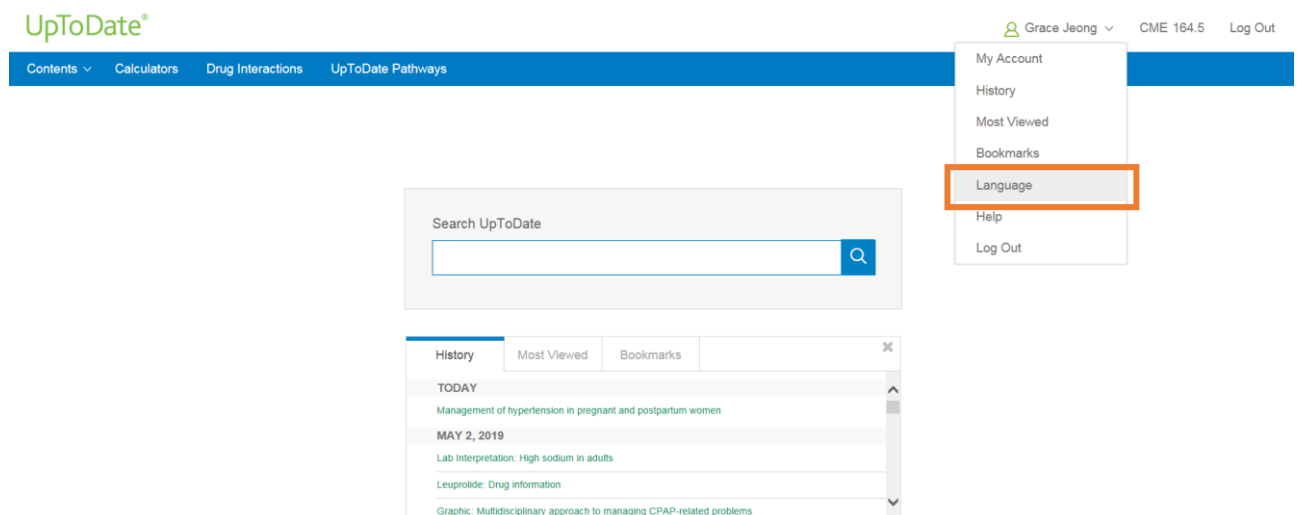 UpToDate®
Grace Jeong CME 164.5 Log Out
Contents Calculators Drug Interactions UpToDate Pathways
My Account
History
Most Viewed
Bookmarks
Language
Help
Log Out
Search UpToDate
History Most Viewed Bookmarks
TODAY
Management of hypertension in pregnant and postpartum women
MAY 2, 2019
Lab Interpretation: High sodium in adults
Leuprolide: Drug information
Graphic: Multidisciplinary approach to managing CPAP-related problems